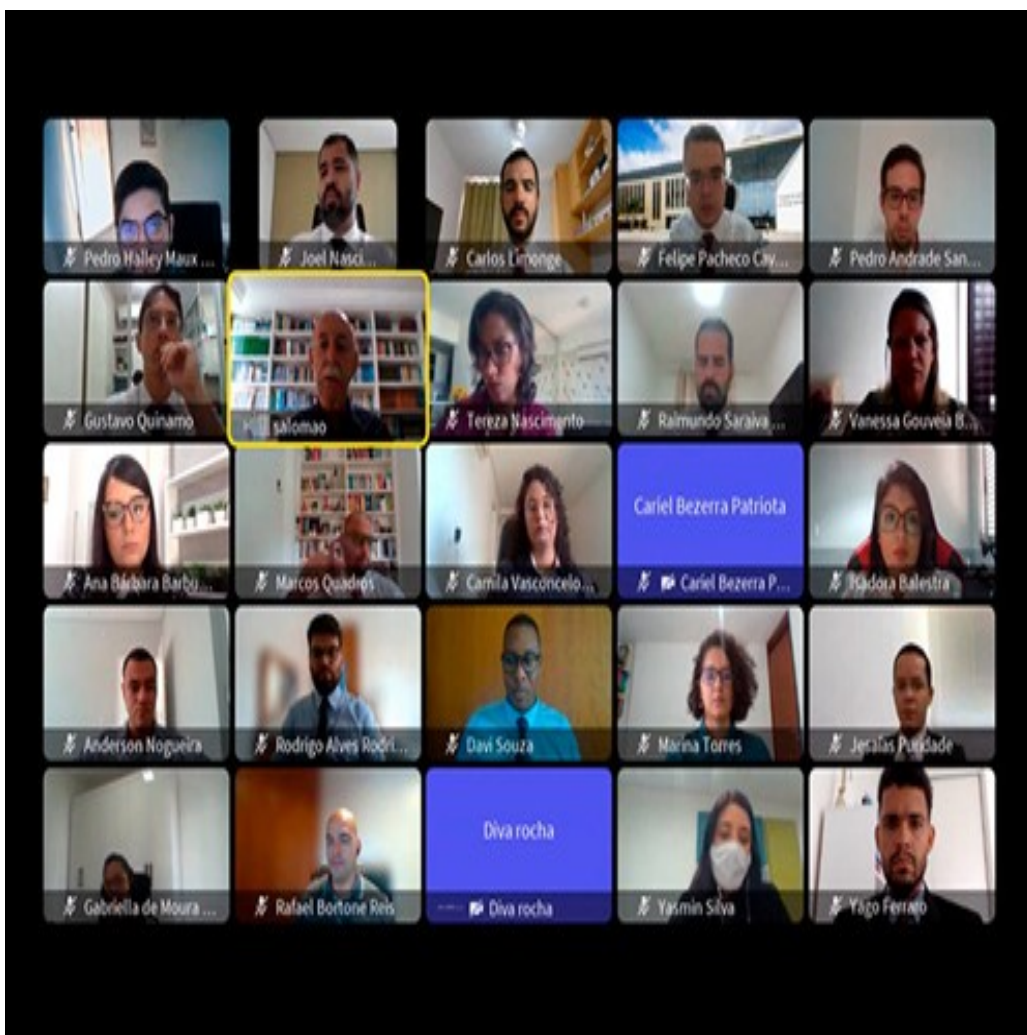 Pedro Halley Maux ...
Joel Nasci...
Carlos Limonge
Felipe Pacheco Cav...
Pedro Andrade San...
Gustavo Quinamo
salomao
Tereza Nascimento
Raimundo Saraiva ...
Vanessa Gouveia B...
Ana Bárbara Barbu...
Marcos Quadros
Camila Vasconcelo...
Cariel Bezerra Patriota
Cariel Bezerra P...
Isadora Balestra
Anderson Nogueira
Rodrigo Alves Rodri...
Davi Souza
Marina Torres
Jesaías Puridade
Gabriella de Moura ...
Rafael Bortone Reis
Diva rocha
Diva rocha
Yasmin Silva
Yago Ferraro